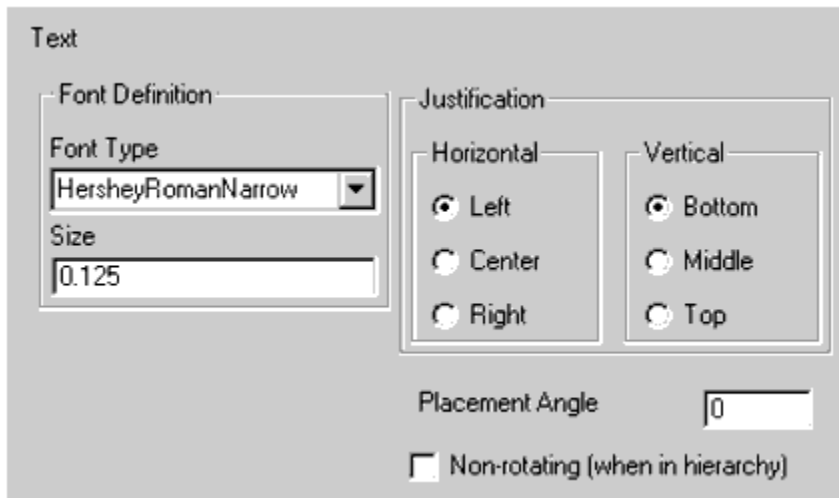 Text
Font Definition
Font Type
HersheyRomanNarrow
Size
0.125
Justification
Horizontal
Left
Center
Right
Vertical
Bottom
Middle
Top
Placement Angle
0
Non-rotating (when in hierarchy)